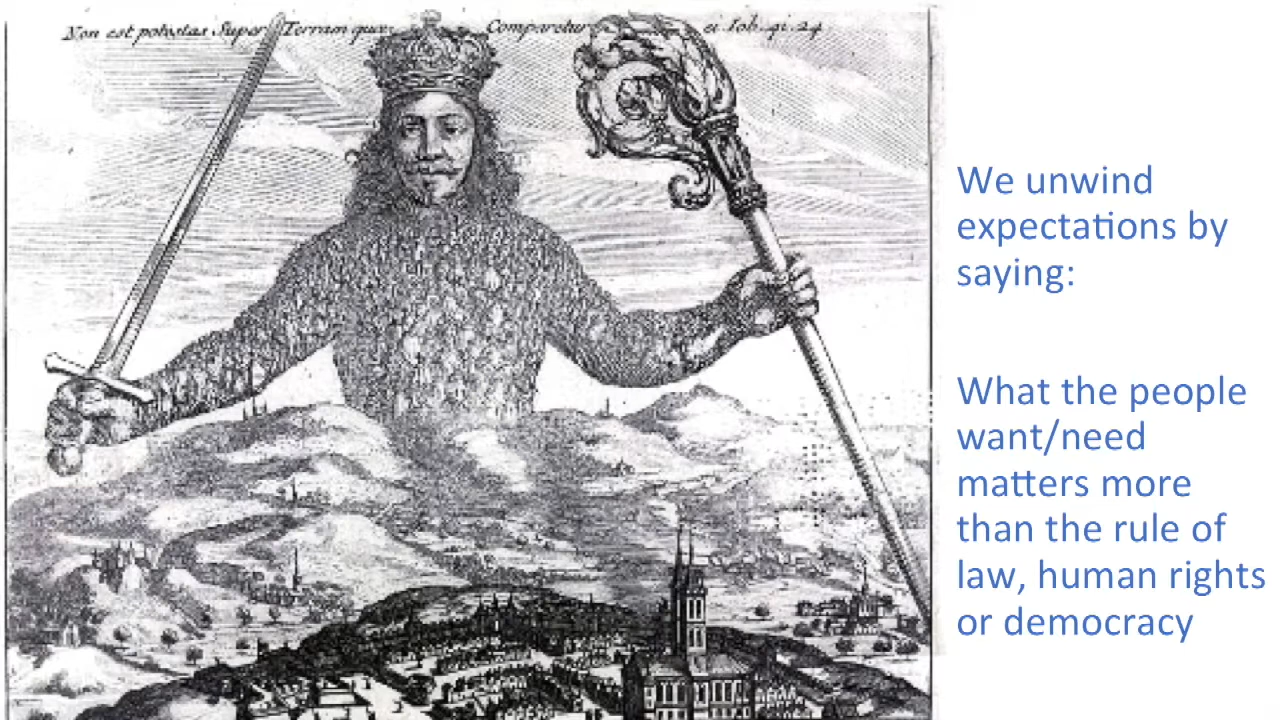 Non est potestas Super Terram quae Comparetur ei Iob. 41. 24
We unwind
expectations by
saying:
What the people
want/need
matters more
than the rule of
law, human rights
or democracy